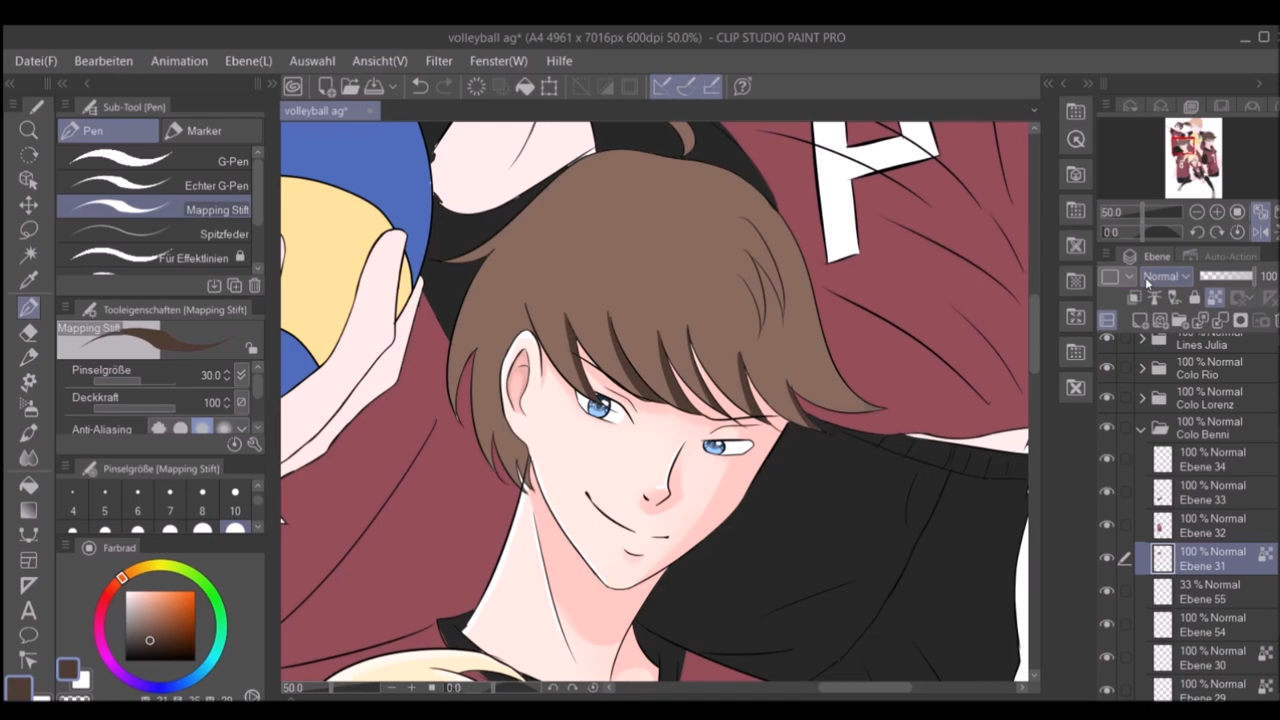 volleyball ag* (A4 4961 x 7016px 600dpi 50.0%) - CLIP STUDIO PAINT PRO
Datei(F) Bearbeiten Animation Ebene(L) Auswahl Ansicht(V) Filter Fenster(W) Hilfe
Sub-Tool [Pen]
volleyball ag*
Pen Marker
G-Pen
Echter G-Pen
Mapping Stift
Spitzfeder
Für Effektlinien
Tooleigenschaften [Mapping Stift]
Mapping Stift
Pinselgröße 30.0
Deckkraft 100
Anti-Aliasing
Pinselgröße [Mapping Stift]
4 5 6 7 8 10
Farbrad
P
50.0 0.0
50.0
0.0
Ebene Auto-Action
Normal 100
Lines Julia
100 % Normal
Colo Rio
100 % Normal
Colo Lorenz
100 % Normal
Colo Benni
100 % Normal
Ebene 34
100 % Normal
Ebene 33
100 % Normal
Ebene 32
100 % Normal
Ebene 31
33 % Normal
Ebene 55
100 % Normal
Ebene 54
100 % Normal
Ebene 30
100 % Normal
Ebene 29